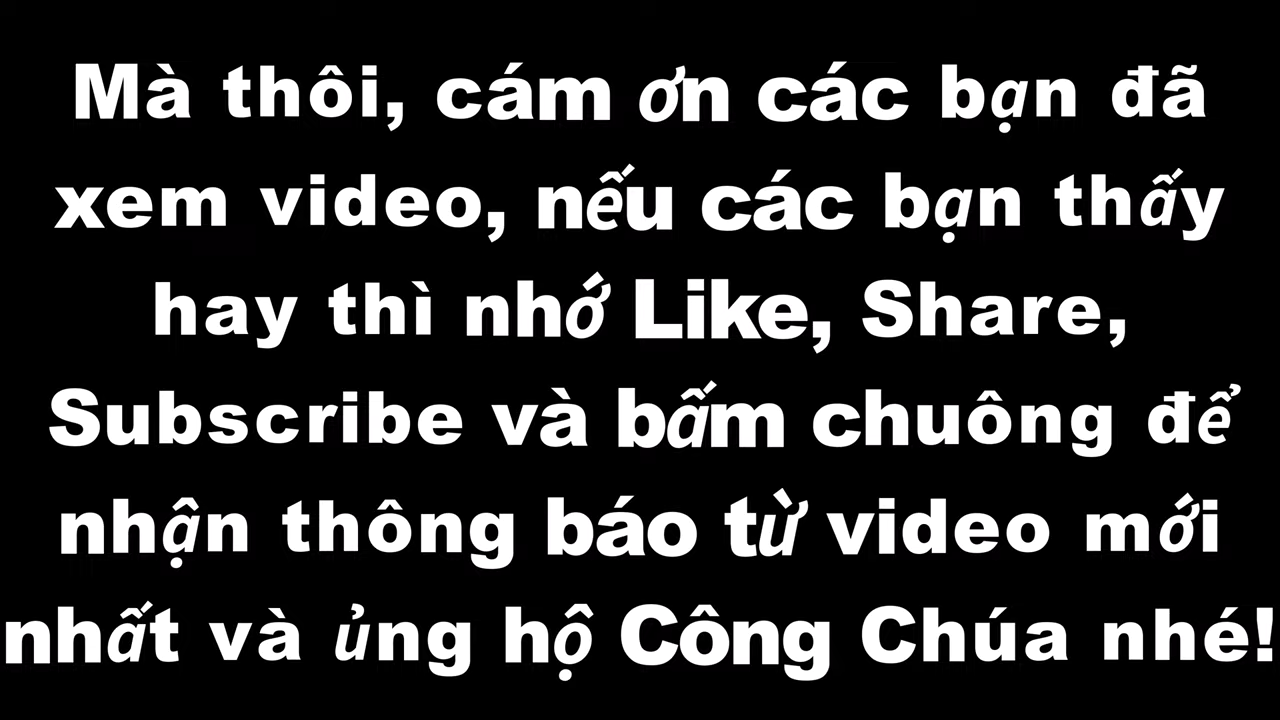 Mà thôi, cám ơn các bạn đã
xem video, nếu các bạn thấy
hay thì nhớ Like, Share,
Subscribe và bấm chuông để
nhận thông báo từ video mới
nhất và ủng hộ Công Chúa nhé!